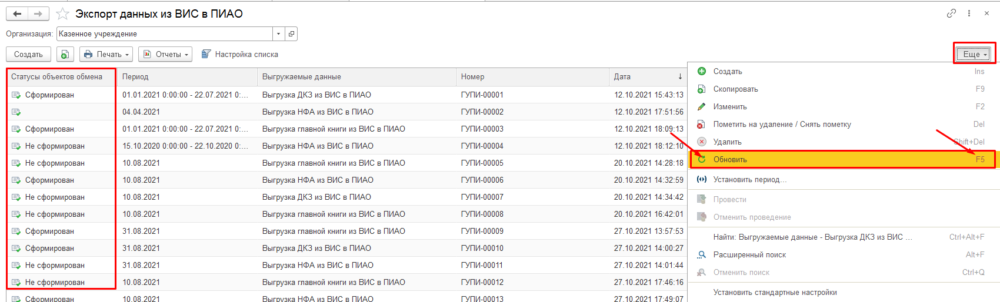 Экспорт данных из ВИС в ПИАО
Организация: Казенное учреждение
Создать Печать Отчеты Настройка списка Еще
Статусы объектов обмена Период Выгружаемые данные Номер Дата ↓
Сформирован 01.01.2021 0:00:00 - 22.07.2021 0:... Выгрузка ДКЗ из ВИС в ПИАО ГУПИ-00001 12.10.2021 15:43:13
04.04.2021 Выгрузка НФА из ВИС в ПИАО ГУПИ-00002 12.10.2021 17:51:56
Сформирован 01.01.2021 0:00:00 - 22.07.2021 0:... Выгрузка главной книги из ВИС в ПИАО ГУПИ-00003 12.10.2021 18:09:13
Не сформирован 15.10.2020 0:00:00 - 22.10.2020 0:... Выгрузка НФА из ВИС в ПИАО ГУПИ-00004 12.10.2021 18:12:10
Не сформирован 10.08.2021 Выгрузка главной книги из ВИС в ПИАО ГУПИ-00005 20.10.2021 14:28:18
Сформирован 10.08.2021 Выгрузка НФА из ВИС в ПИАО ГУПИ-00006 20.10.2021 14:32:59
Не сформирован 10.08.2021 Выгрузка ДКЗ из ВИС в ПИАО ГУПИ-00007 20.10.2021 14:34:42
Не сформирован 10.08.2021 Выгрузка главной книги из ВИС в ПИАО ГУПИ-00008 20.10.2021 16:42:01
Сформирован 31.08.2021 Выгрузка главной книги из ВИС в ПИАО ГУПИ-00009 27.10.2021 13:57:53
Сформирован 31.08.2021 Выгрузка ДКЗ из ВИС в ПИАО ГУПИ-00010 27.10.2021 14:00:27
Не сформирован 31.08.2021 Выгрузка НФА из ВИС в ПИАО ГУПИ-00011 27.10.2021 14:01:44
Не сформирован 10.08.2021 Выгрузка главной книги из ВИС в ПИАО ГУПИ-00012 27.10.2021 17:46:16
Сформирован 10.08.2021 Выгрузка НФА из ВИС в ПИАО ГУПИ-00013 27.10.2021 17:49:07
Создать Ins
Скопировать F9
Изменить F2
Пометить на удаление / Снять пометку Del
Удалить Shift+Del
Обновить F5
Установить период...
Провести
Отменить проведение
Найти: Выгружаемые данные - Выгрузка ДКЗ из ВИС ... Ctrl+Alt+F
Расширенный поиск Alt+F
Отменить поиск Ctrl+Q
Установить стандартные настройки